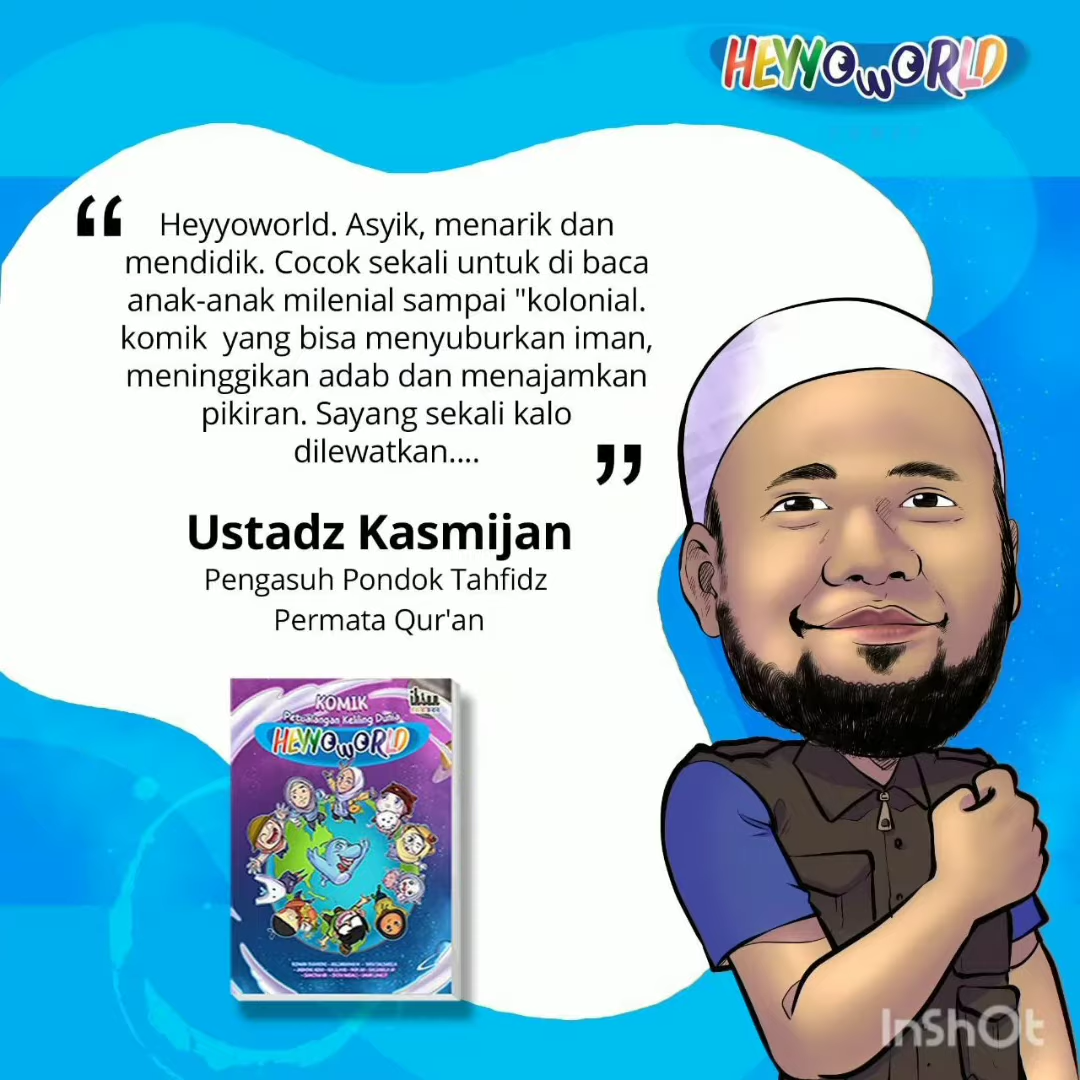 HEYYOWORLD
“ Heyyoworld. Asyik, menarik dan
mendidik. Cocok sekali untuk di baca
anak-anak milenial sampai "kolonial.
komik yang bisa menyuburkan iman,
meninggikan adab dan menajamkan
pikiran. Sayang sekali kalo
dilewatkan.... ”
Ustadz Kasmijan
Pengasuh Pondok Tahfidz
Permata Qur'an
KOMIK
Petualangan Keliling Dunia
HEYYOWORLD
InShOt